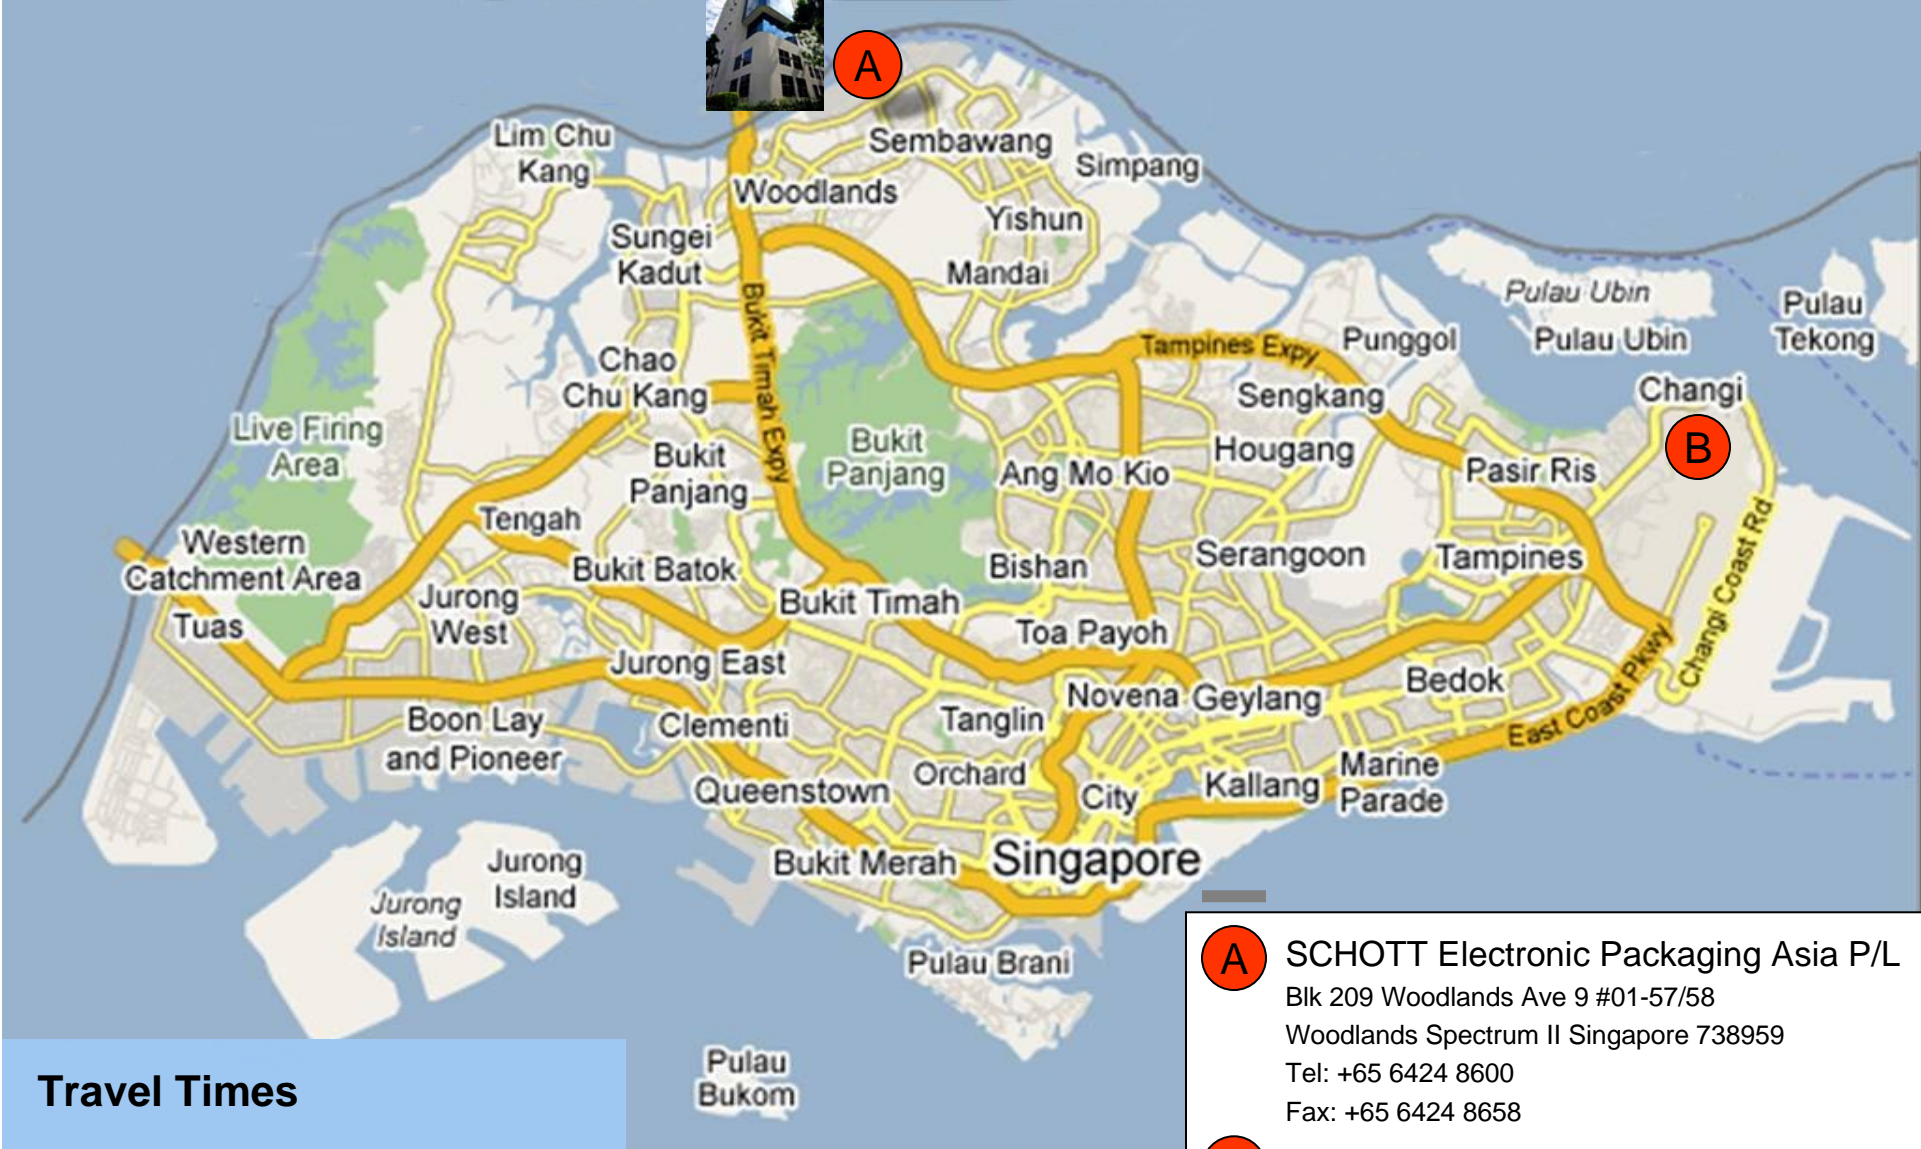 A
Lim Chu
Kang
Sembawang
Simpang
Woodlands
Yishun
Sungei
Kadut
Mandai
Pulau Ubin
Pulau Ubin
Pulau
Tekong
Bukit Timah Expy
Tampines Expy
Punggol
Chao
Chu Kang
Sengkang
Changi
Live Firing
Area
Bukit
Panjang
Bukit
Panjang
Ang Mo Kio
Hougang
B
Pasir Ris
Tengah
Western
Catchment Area
Bukit Batok
Bishan
Serangoon
Tampines
Changi Coast Rd
Jurong
West
Bukit Timah
Tuas
Toa Payoh
Jurong East
Novena
Geylang
Bedok
East Coast Pkwy
Boon Lay
and Pioneer
Clementi
Tanglin
Orchard
Queenstown
City
Kallang
Marine
Parade
Bukit Merah
Singapore
Jurong
Island
Jurong
Island
Pulau Brani
Pulau
Bukom
Travel Times
A
SCHOTT Electronic Packaging Asia P/L
Blk 209 Woodlands Ave 9 #01-57/58
Woodlands Spectrum II Singapore 738959
Tel: +65 6424 8600
Fax: +65 6424 8658